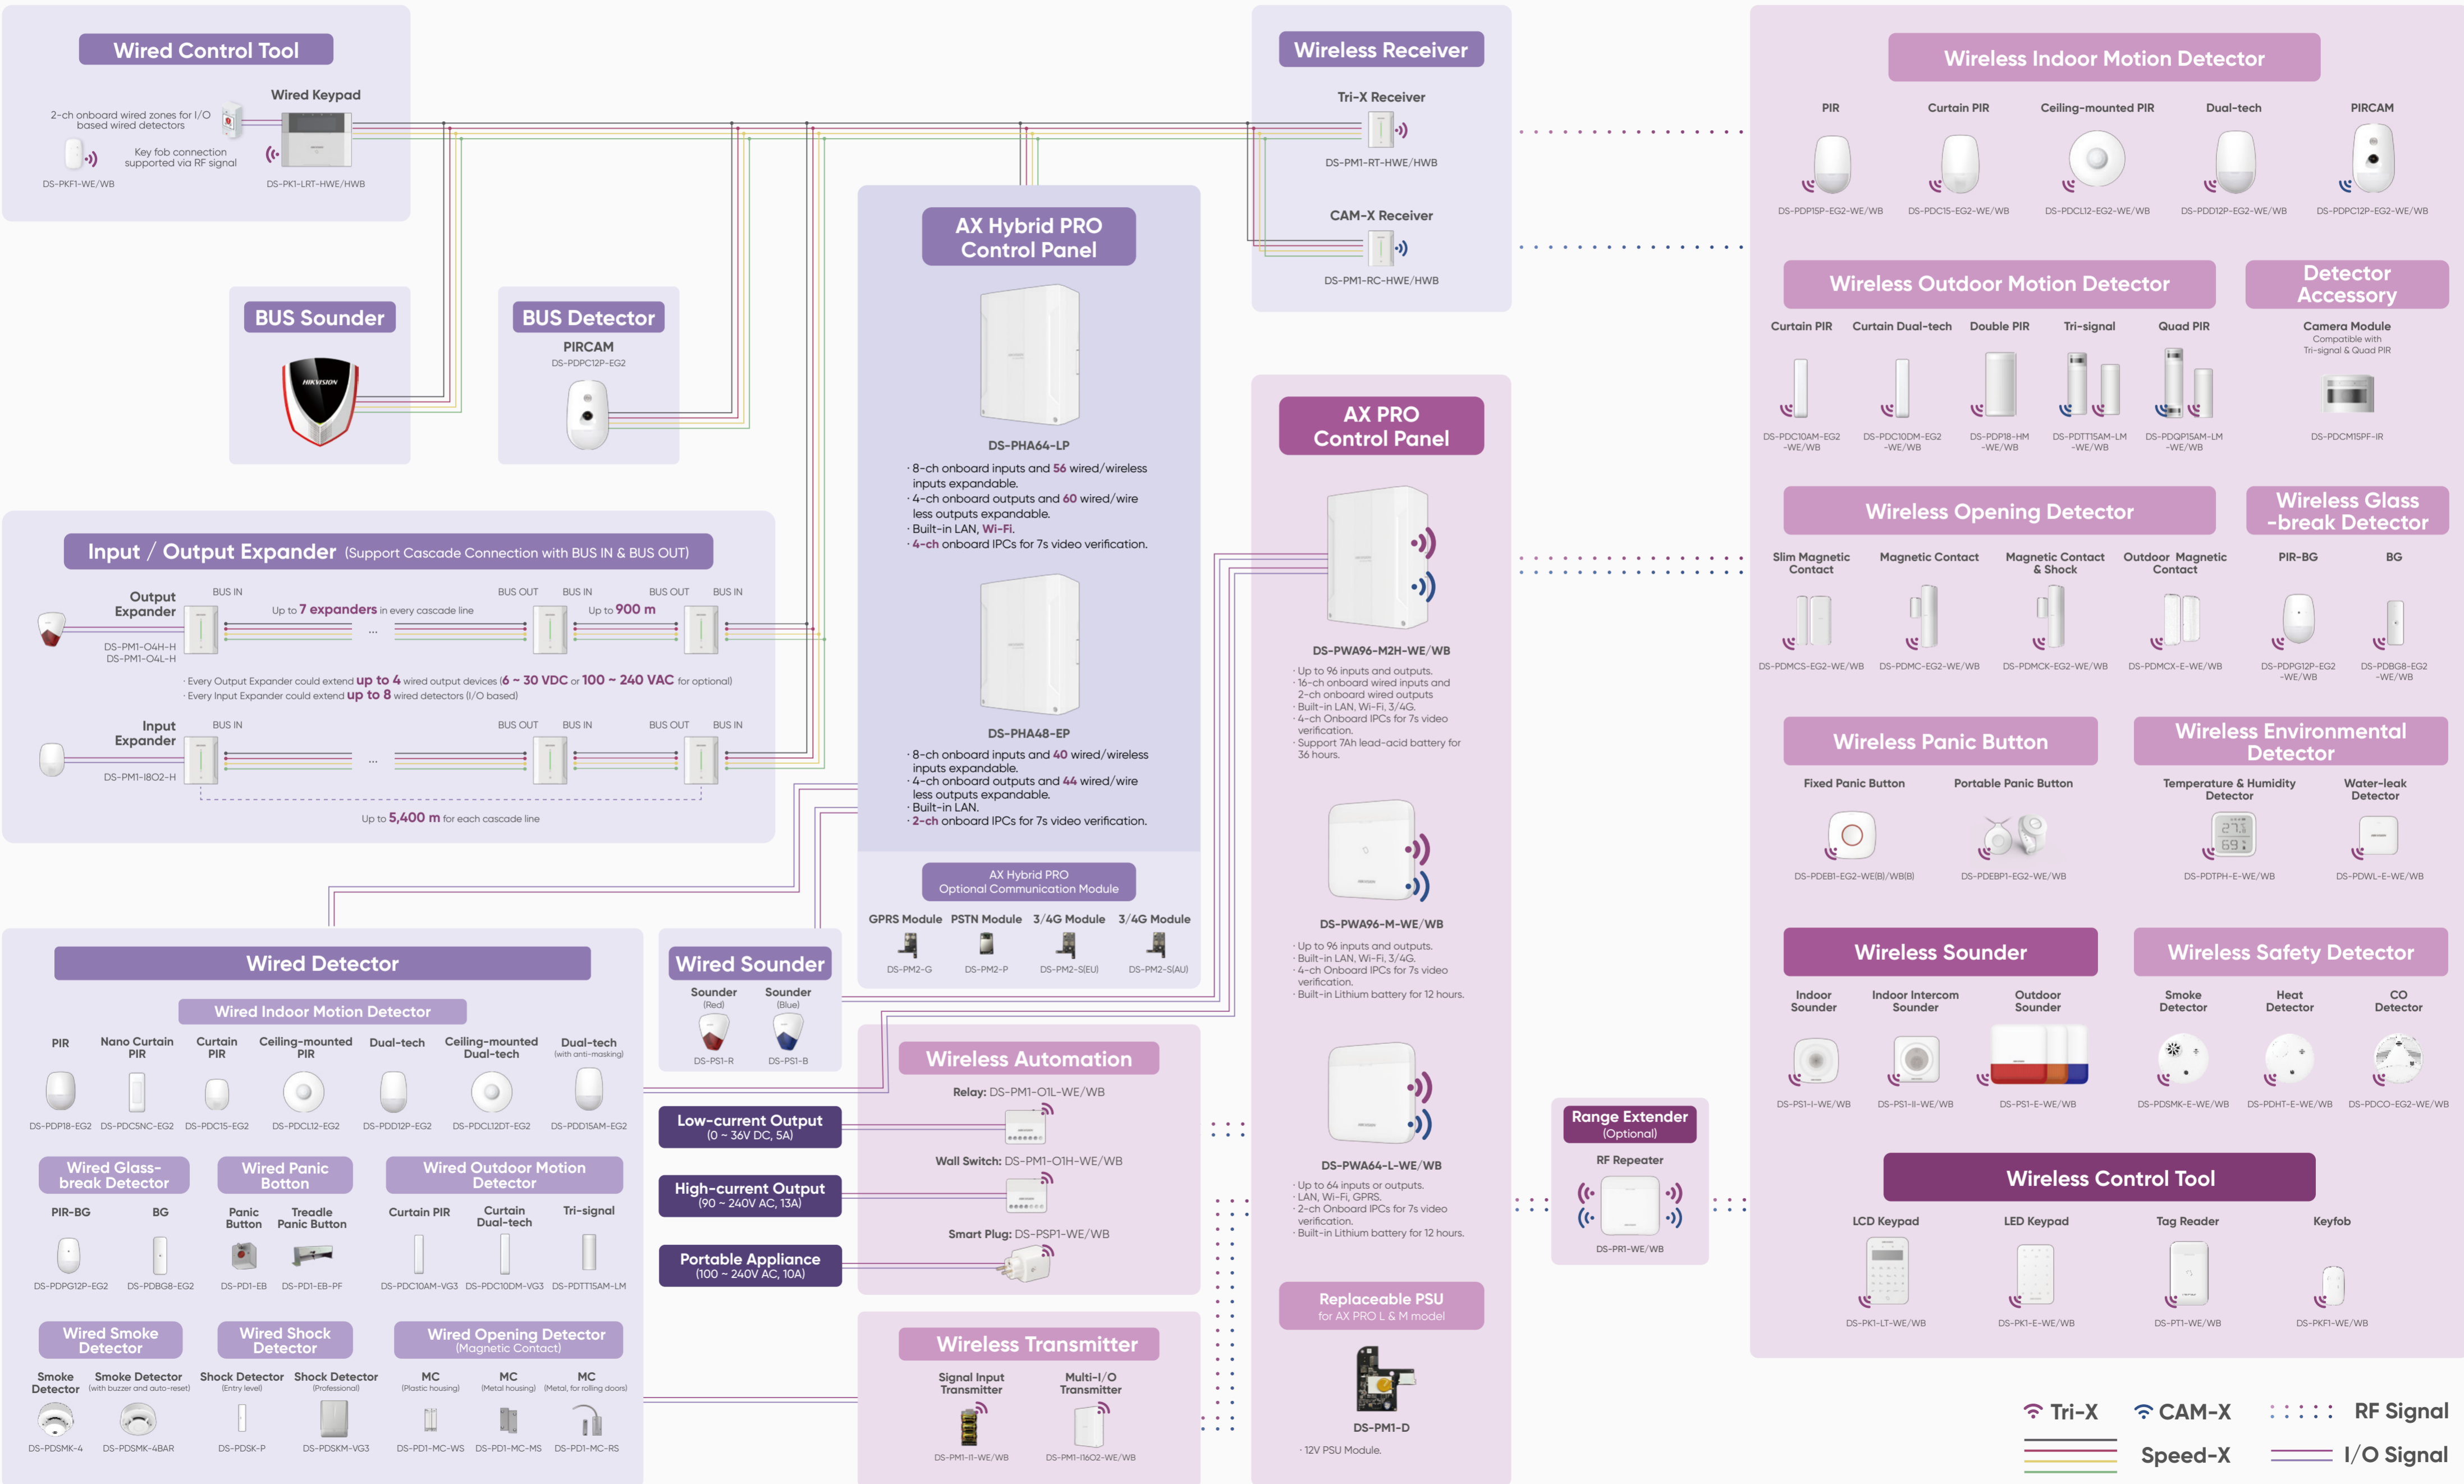 Wired Control Tool
Wired Keypad
2-ch onboard wired zones for I/O
based wired detectors
Key fob connection
supported via RF signal
DS-PKF1-WE/WB
DS-PK1-LRT-HWE/HWB
BUS Sounder
HIKVISION
BUS Detector
PIRCAM
DS-PDPC12P-EG2
Input / Output Expander (Support Cascade Connection with BUS IN & BUS OUT)
Output
Expander
BUS IN
Up to 7 expanders in every cascade line
BUS OUT
BUS IN
Up to 900 m
BUS OUT
BUS IN
...
DS-PM1-O4H-H
DS-PM1-O4L-H
· Every Output Expander could extend up to 4 wired output devices (6 ~ 30 VDC or 100 ~ 240 VAC for optional)
· Every Input Expander could extend up to 8 wired detectors (I/O based)
Input
Expander
BUS IN
BUS OUT
BUS IN
BUS OUT
BUS IN
...
DS-PM1-I8O2-H
Up to 5,400 m for each cascade line
AX Hybrid PRO
Control Panel
DS-PHA64-LP
· 8-ch onboard inputs and 56 wired/wireless
inputs expandable.
· 4-ch onboard outputs and 60 wired/wire
less outputs expandable.
· Built-in LAN, Wi-Fi.
· 4-ch onboard IPCs for 7s video verification.
DS-PHA48-EP
· 8-ch onboard inputs and 40 wired/wireless
inputs expandable.
· 4-ch onboard outputs and 44 wired/wire
less outputs expandable.
· Built-in LAN.
· 2-ch onboard IPCs for 7s video verification.
AX Hybrid PRO
Optional Communication Module
GPRS Module
PSTN Module
3/4G Module
3/4G Module
DS-PM2-G
DS-PM2-P
DS-PM2-S(EU)
DS-PM2-S(AU)
Wireless Receiver
Tri-X Receiver
DS-PM1-RT-HWE/HWB
CAM-X Receiver
DS-PM1-RC-HWE/HWB
AX PRO
Control Panel
DS-PWA96-M2H-WE/WB
· Up to 96 inputs and outputs.
· 16-ch onboard wired inputs and
2-ch onboard wired outputs
· Built-in LAN, Wi-Fi, 3/4G.
· 4-ch Onboard IPCs for 7s video
verification.
· Support 7Ah lead-acid battery for
36 hours.
DS-PWA96-M-WE/WB
· Up to 96 inputs and outputs.
· Built-in LAN, Wi-Fi, 3/4G.
· 4-ch Onboard IPCs for 7s video
verification.
· Built-in Lithium battery for 12 hours.
DS-PWA64-L-WE/WB
· Up to 64 inputs or outputs.
· LAN, Wi-Fi, GPRS.
· 2-ch Onboard IPCs for 7s video
verification.
· Built-in Lithium battery for 12 hours.
Replaceable PSU
for AX PRO L & M model
DS-PM1-D
· 12V PSU Module.
Wired Detector
Wired Indoor Motion Detector
PIR
Nano Curtain
PIR
Curtain
PIR
Ceiling-mounted
PIR
Dual-tech
Ceiling-mounted
Dual-tech
Dual-tech
(with anti-masking)
DS-PDP18-EG2
DS-PDC5NC-EG2
DS-PDC15-EG2
DS-PDCL12-EG2
DS-PDD12P-EG2
DS-PDCL12DT-EG2
DS-PDD15AM-EG2
Wired Glass-
break Detector
PIR-BG
BG
DS-PDPG12P-EG2
DS-PDBG8-EG2
Wired Panic
Botton
Panic
Button
Treadle
Panic Button
DS-PD1-EB
DS-PD1-EB-PF
Wired Outdoor Motion
Detector
Curtain PIR
Curtain
Dual-tech
Tri-signal
DS-PDC10AM-VG3
DS-PDC10DM-VG3
DS-PDTT15AM-LM
Wired Smoke
Detector
Smoke
Detector
Smoke Detector
(with buzzer and auto-reset)
DS-PDSMK-4
DS-PDSMK-4BAR
Wired Shock
Detector
Shock Detector
(Entry level)
Shock Detector
(Professional)
DS-PDSK-P
DS-PDSKM-VG3
Wired Opening Detector
(Magnetic Contact)
MC
(Plastic housing)
MC
(Metal housing)
MC
(Metal, for rolling doors)
DS-PD1-MC-WS
DS-PD1-MC-MS
DS-PD1-MC-RS
Wired Sounder
Sounder
(Red)
Sounder
(Blue)
DS-PS1-R
DS-PS1-B
Low-current Output
(0 ~ 36V DC, 5A)
High-current Output
(90 ~ 240V AC, 13A)
Portable Appliance
(100 ~ 240V AC, 10A)
Wireless Automation
Relay: DS-PM1-O1L-WE/WB
Wall Switch: DS-PM1-O1H-WE/WB
Smart Plug: DS-PSP1-WE/WB
Wireless Transmitter
Signal Input
Transmitter
Multi-I/O
Transmitter
DS-PM1-I1-WE/WB
DS-PM1-I16O2-WE/WB
Range Extender
(Optional)
RF Repeater
DS-PR1-WE/WB
Wireless Indoor Motion Detector
PIR
Curtain PIR
Ceiling-mounted PIR
Dual-tech
PIRCAM
DS-PDP15P-EG2-WE/WB
DS-PDC15-EG2-WE/WB
DS-PDCL12-EG2-WE/WB
DS-PDD12P-EG2-WE/WB
DS-PDPC12P-EG2-WE/WB
Wireless Outdoor Motion Detector
Curtain PIR
Curtain Dual-tech
Double PIR
Tri-signal
Quad PIR
DS-PDC10AM-EG2
-WE/WB
DS-PDC10DM-EG2
-WE/WB
DS-PDP18-HM
-WE/WB
DS-PDTT15AM-LM
-WE/WB
DS-PDQP15AM-LM
-WE/WB
Detector
Accessory
Camera Module
Compatible with
Tri-signal & Quad PIR
DS-PDCM15PF-IR
Wireless Opening Detector
Slim Magnetic
Contact
Magnetic Contact
Magnetic Contact
& Shock
Outdoor Magnetic
Contact
DS-PDMCS-EG2-WE/WB
DS-PDMC-EG2-WE/WB
DS-PDMCK-EG2-WE/WB
DS-PDMCX-E-WE/WB
Wireless Glass
-break Detector
PIR-BG
BG
DS-PDPG12P-EG2
-WE/WB
DS-PDBG8-EG2
-WE/WB
Wireless Panic Button
Fixed Panic Button
Portable Panic Button
DS-PDEB1-EG2-WE(B)/WB(B)
DS-PDEBP1-EG2-WE/WB
Wireless Environmental
Detector
Temperature & Humidity
Detector
Water-leak
Detector
DS-PDTPH-E-WE/WB
DS-PDWL-E-WE/WB
Wireless Sounder
Indoor
Sounder
Indoor Intercom
Sounder
Outdoor
Sounder
DS-PS1-I-WE/WB
DS-PS1-II-WE/WB
DS-PS1-E-WE/WB
Wireless Safety Detector
Smoke
Detector
Heat
Detector
CO
Detector
DS-PDSMK-E-WE/WB
DS-PDHT-E-WE/WB
DS-PDCO-EG2-WE/WB
Wireless Control Tool
LCD Keypad
LED Keypad
Tag Reader
Keyfob
DS-PK1-LT-WE/WB
DS-PK1-E-WE/WB
DS-PT1-WE/WB
DS-PKF1-WE/WB
Tri-X
CAM-X
RF Signal
Speed-X
I/O Signal